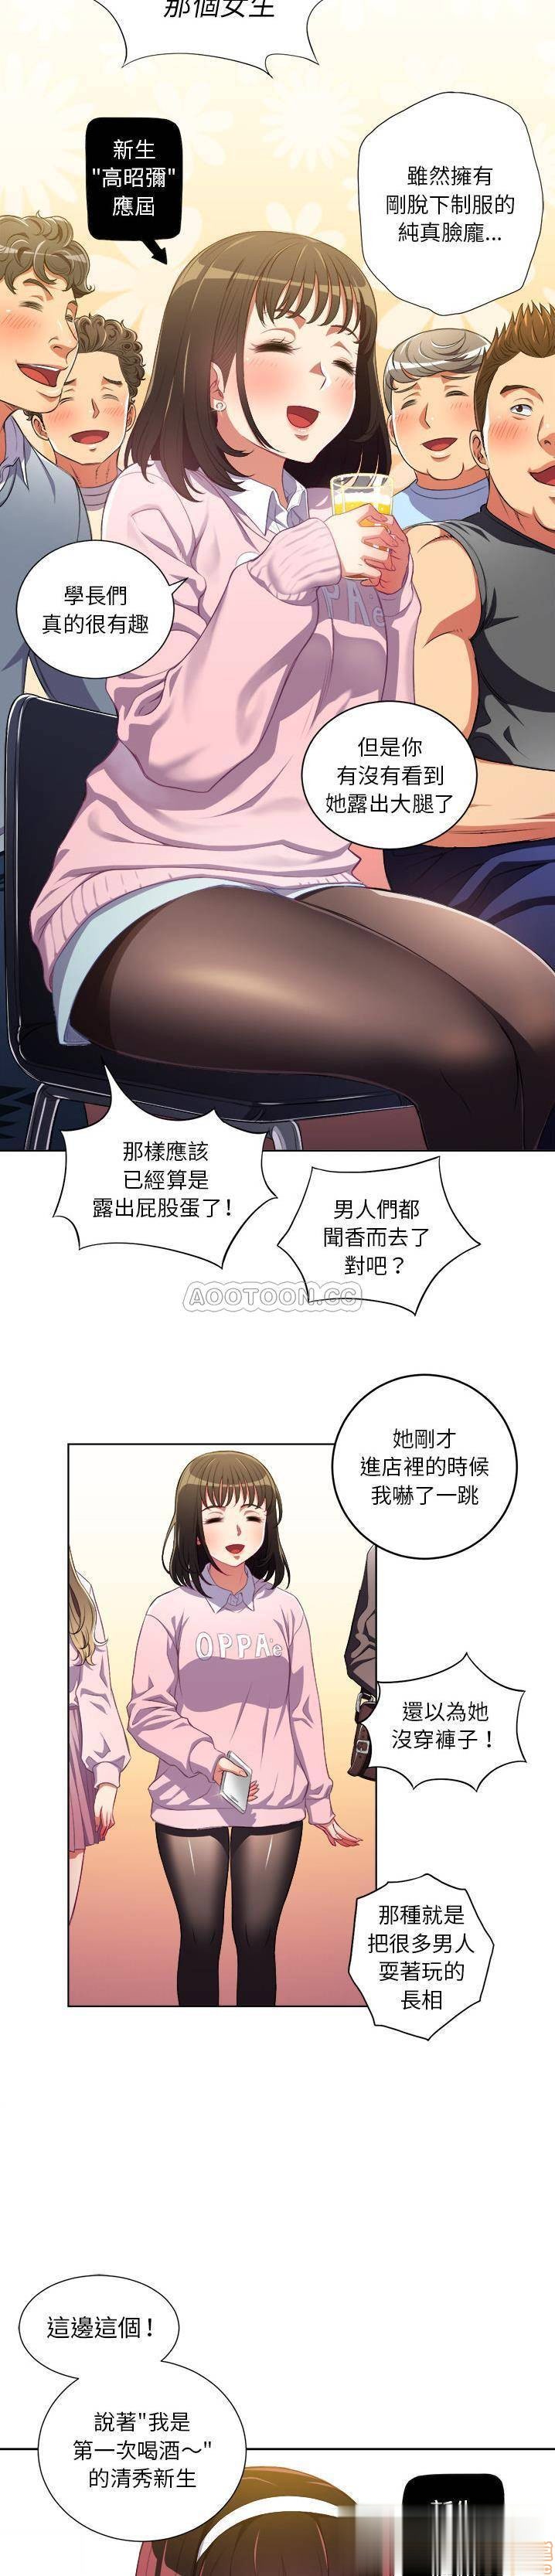 那個女生
新生
"高昭彌"
應屆
雖然擁有
剛脫下制服的
純真臉龐...
學長們
真的很有趣
但是你
有沒有看到
她露出大腿了
那樣應該
已經算是
露出屁股蛋了!
男人們都
聞香而去了
對吧?
AOOTOON.CC
她剛才
進店裡的時候
我嚇了一跳
OPPA'e
還以為她
沒穿褲子!
那種就是
把很多男人
耍著玩的
長相
這邊這個!
說著"我是
第一次喝酒～"
的清秀新生